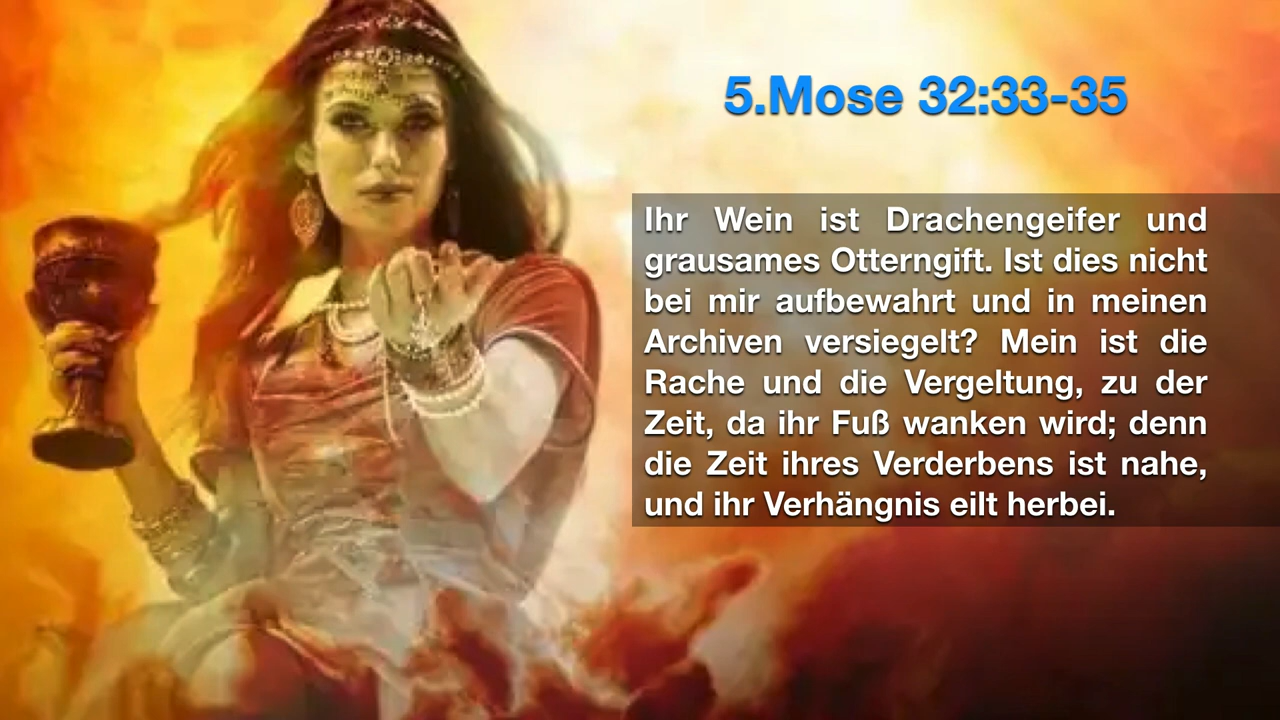 5.Mose 32:33-35
Ihr Wein ist Drachengeifer und
grausames Otterngift. Ist dies nicht
bei mir aufbewahrt und in meinen
Archiven versiegelt? Mein ist die
Rache und die Vergeltung, zu der
Zeit, da ihr Fuß wanken wird; denn
die Zeit ihres Verderbens ist nahe,
und ihr Verhängnis eilt herbei.